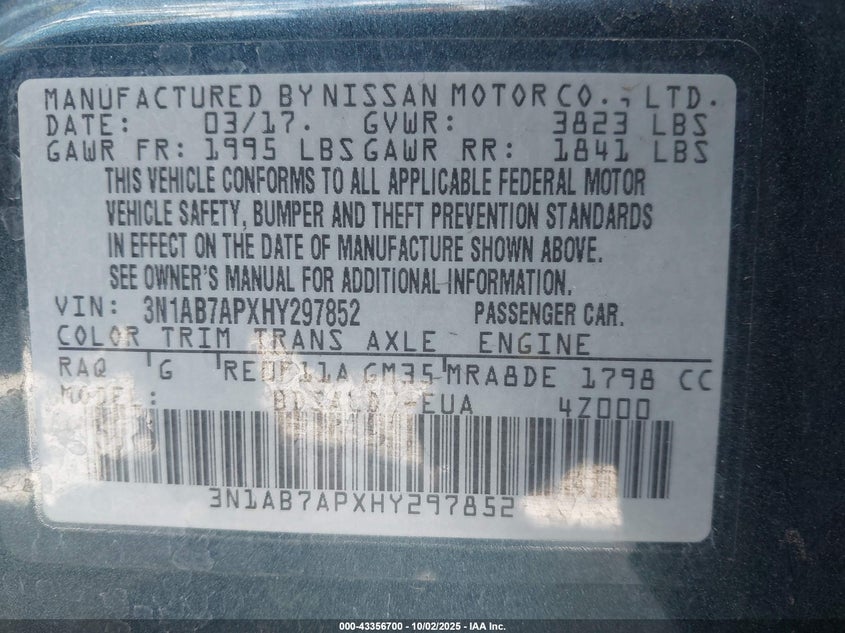 MANUFACTURED BY NISSAN MOTOR CO., LTD.
DATE: 03/17. GVWR: 3823 LBS
GAWR FR: 1995 LBS GAWR RR: 1841 LBS
THIS VEHICLE CONFORMS TO ALL APPLICABLE FEDERAL MOTOR
VEHICLE SAFETY, BUMPER AND THEFT PREVENTION STANDARDS
IN EFFECT ON THE DATE OF MANUFACTURE SHOWN ABOVE.
SEE OWNER'S MANUAL FOR ADDITIONAL INFORMATION.
VIN: 3N1AB7APXHY297852 PASSENGER CAR.
COLOR TRIM TRANS AXLE ENGINE
RAQ G RE0F11A GM35 MRA8DE 1798 CC
MODEL: 4Z000
3N1AB7APXHY297852
000-43356700 - 10/02/2025 - IAA Inc.